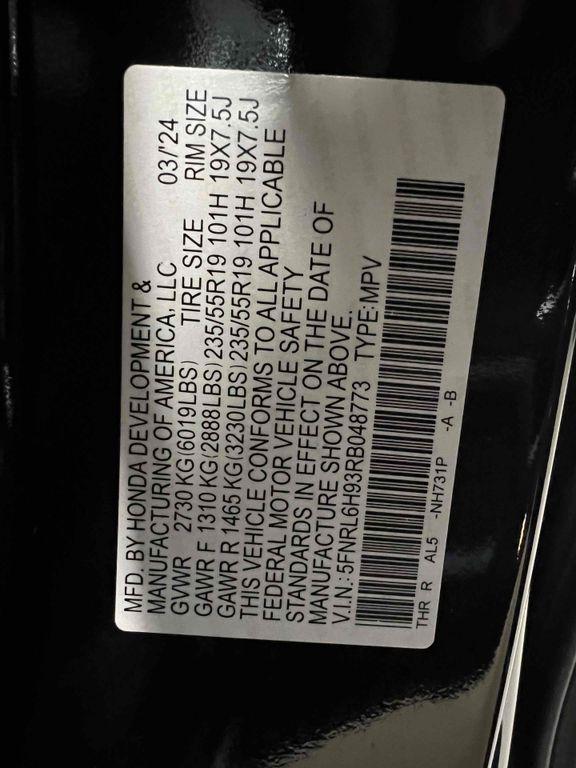 MFD. BY HONDA DEVELOPMENT &
MANUFACTURING OF AMERICA, LLC 03/'24
GVWR 2730 KG(6019LBS) TIRE SIZE RIM SIZE
GAWR F 1310 KG(2888LBS)235/55R19 101H 19X7.5J
GAWR R 1465 KG(3230LBS)235/55R19 101H 19X7.5J
THIS VEHICLE CONFORMS TO ALL APPLICABLE
FEDERAL MOTOR VEHICLE SAFETY
STANDARDS IN EFFECT ON THE DATE OF
MANUFACTURE SHOWN ABOVE.
V.I.N.:5FNRL6H93RB048773 TYPE:MPV
THR R AL5 -NH731P -A -B